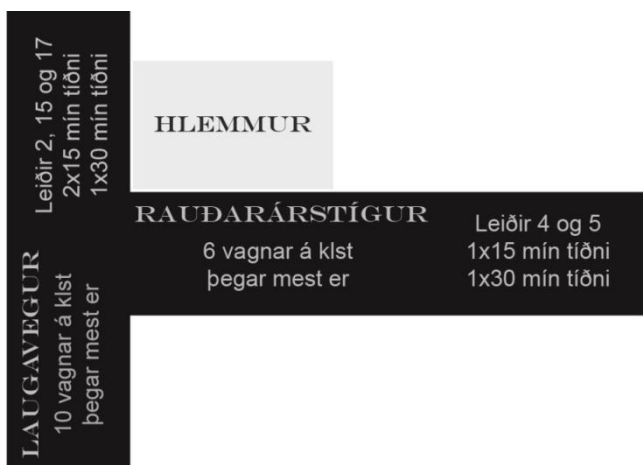 Leiðir 2, 15 og 17
2x15 mín tíðni
1x30 mín tíðni
HLEMMUR
RAUÐARÁRSTÍGUR
6 vagnar á klst
þegar mest er
Leiðir 4 og 5
1x15 mín tíðni
1x30 mín tíðni
LAUGAVEGUR
10 vagnar á klst
þegar mest er